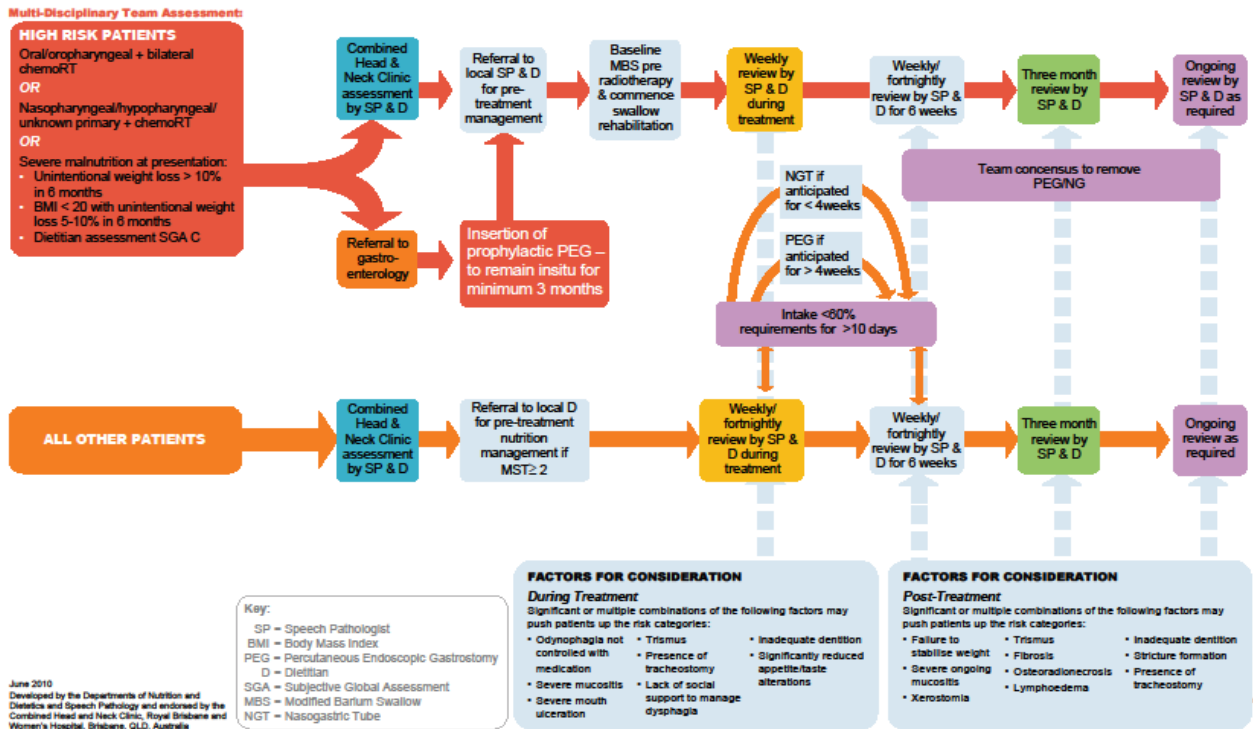 Multi-Disciplinary Team Assessment:
HIGH RISK PATIENTS
Oral/oropharyngeal + bilateral
chemoRT
OR
Nasopharyngeal/hypopharyngeal/
unknown primary + chemoRT
OR
Severe malnutrition at presentation:
• Unintentional weight loss > 10%
in 6 months
• BMI < 20 with unintentional weight
loss 5-10% in 6 months
• Dietitian assessment SGA C
Combined
Head &
Neck Clinic
assessment
by SP & D
Referral to
local SP & D
for pre-
treatment
management
Baseline
MBS pre
radiotherapy
& commence
swallow
rehabilitation
Weekly
review by
SP & D
during
treatment
Weekly/
fortnightly
review by SP &
D for 6 weeks
Three month
review by
SP & D
Ongoing
review by
SP & D as
required
Referral to
gastro-
enterology
Insertion of
prophylactic PEG –
to remain insitu for
minimum 3 months
NGT if
anticipated
for < 4weeks
PEG if
anticipated
for > 4weeks
Team consensus to remove
PEG/NG
Intake <60%
requirements for >10 days
ALL OTHER PATIENTS
Combined
Head &
Neck Clinic
assessment
by SP & D
Referral to local D
for pre-treatment
nutrition
management if
MST≥ 2
Weekly/
fortnightly
review by SP &
D during
treatment
Weekly/
fortnightly
review by SP &
D for 6 weeks
Three month
review by
SP & D
Ongoing
review as
required
Key:
SP = Speech Pathologist
BMI = Body Mass Index
PEG = Percutaneous Endoscopic Gastrostomy
D = Dietitian
SGA = Subjective Global Assessment
MBS = Modified Barium Swallow
NGT = Nasogastric Tube
FACTORS FOR CONSIDERATION
During Treatment
Significant or multiple combinations of the following factors may
push patients up the risk categories:
• Odynophagia not
controlled with
medication
• Severe mucositis
• Severe mouth
ulceration
• Trismus
• Presence of
tracheostomy
• Lack of social
support to manage
dysphagia
• Inadequate dentition
• Significantly reduced
appetite/taste
alterations
FACTORS FOR CONSIDERATION
Post-Treatment
Significant or multiple combinations of the following factors may
push patients up the risk categories:
• Failure to
stabilise weight
• Severe ongoing
mucositis
• Xerostomia
• Trismus
• Fibrosis
• Osteoradionecrosis
• Lymphoedema
• Inadequate dentition
• Stricture formation
• Presence of
tracheostomy
June 2010
Developed by the Departments of Nutrition and
Dietetics and Speech Pathology and endorsed by the
Combined Head and Neck Clinic, Royal Brisbane and
Women's Hospital, Brisbane, QLD, Australia